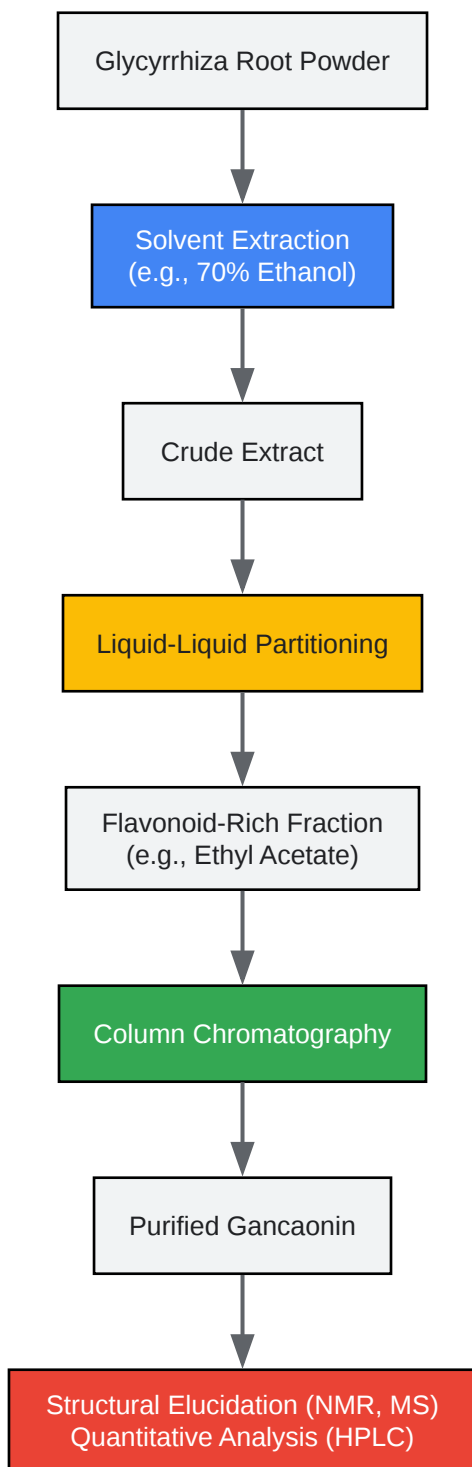 Glycyrrhiza Root Powder
Solvent Extraction
(e.g., 70% Ethanol)
Crude Extract
Liquid-Liquid Partitioning
Flavonoid-Rich Fraction
(e.g., Ethyl Acetate)
Column Chromatography
Purified Gancaonin
Structural Elucidation (NMR, MS)
Quantitative Analysis (HPLC)